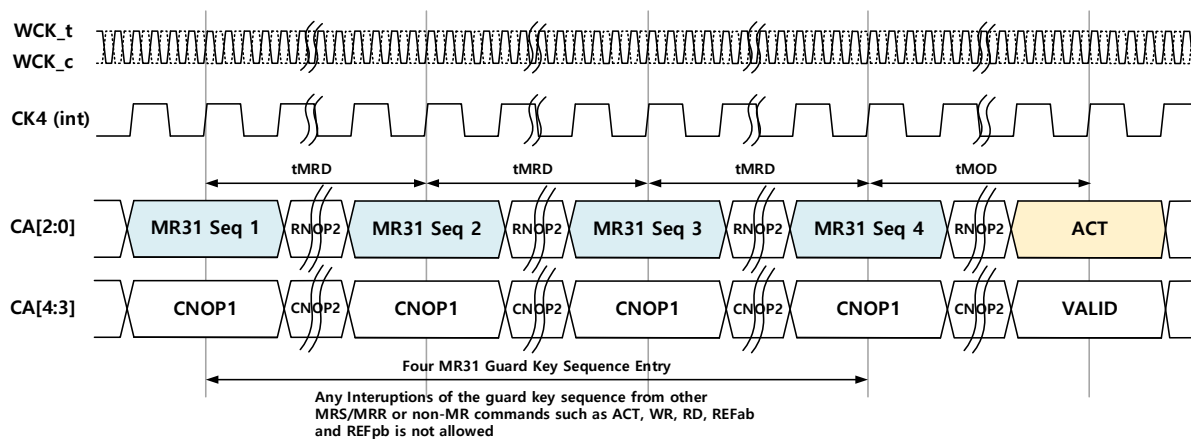 WCK_t
WCK_c
CK4 (int)
tMRD tMRD tMRD tMOD
CA[2:0] MR31 Seq 1 RNOP2 MR31 Seq 2 RNOP2 MR31 Seq 3 RNOP2 MR31 Seq 4 RNOP2 ACT
CA[4:3] CNOP1 CNOP2 CNOP1 CNOP2 CNOP1 CNOP2 CNOP1 CNOP2 VALID
Four MR31 Guard Key Sequence Entry
Any Interuptions of the guard key sequence from other
MRS/MRR or non-MR commands such as ACT, WR, RD, REFab
and REFpb is not allowed